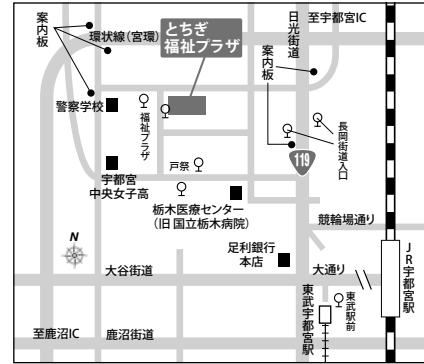 案内板
環状線(宮環)
とちぎ
福祉プラザ
日光街道
至宇都宮IC
案内板
警察学校
福祉プラザ
長岡街道入口
119
戸祭
宇都宮
中央女子高
栃木医療センター
(旧 国立栃木病院)
競輪場通り
足利銀行
本店
N
大谷街道
大通り
JR宇都宮駅
東武駅前
東武宇都宮駅
至鹿沼IC
鹿沼街道